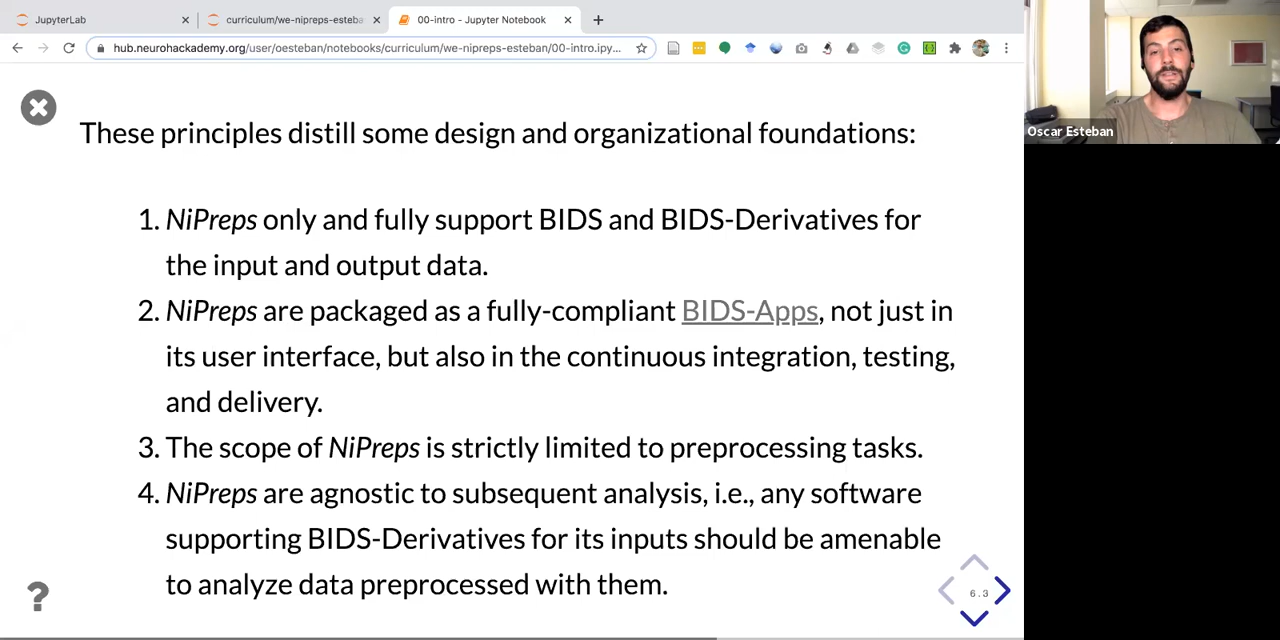 JupyterLab
curriculum/we-nipreps-esteba
00-intro - Jupyter Notebook
hub.neurohackademy.org/user/oesteban/notebooks/curriculum/we-nipreps-esteban/00-intro.ipy...
These principles distill some design and organizational foundations:
1. NiPreps only and fully support BIDS and BIDS-Derivatives for
the input and output data.
2. NiPreps are packaged as a fully-compliant BIDS-Apps, not just in
its user interface, but also in the continuous integration, testing,
and delivery.
3. The scope of NiPreps is strictly limited to preprocessing tasks.
4. NiPreps are agnostic to subsequent analysis, i.e., any software
supporting BIDS-Derivatives for its inputs should be amenable
to analyze data preprocessed with them.
6.3
?
Oscar Esteban